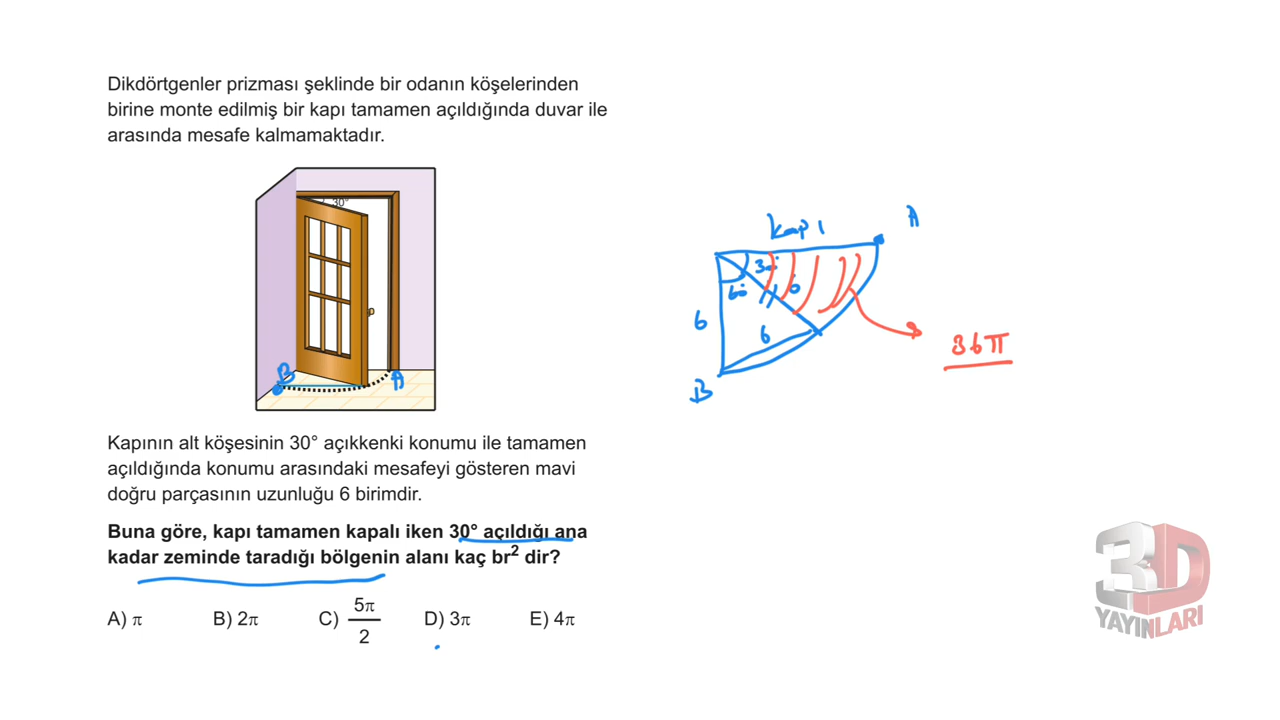 Dikdörtgenler prizması şeklinde bir odanın köşelerinden
birine monte edilmiş bir kapı tamamen açıldığında duvar ile
arasında mesafe kalmamaktadır.
30°
B
A
Kapının alt köşesinin 30° açıkkenki konumu ile tamamen
açıldığında konumu arasındaki mesafeyi gösteren mavi
doğru parçasının uzunluğu 6 birimdir.
Buna göre, kapı tamamen kapalı iken 30° açıldığı ana
kadar zeminde taradığı bölgenin alanı kaç br² dir?
A) π B) 2π C) 5π/2 D) 3π E) 4π
kapı
A
30
60
6
6
6
B
36π
3D
YAYINLARI